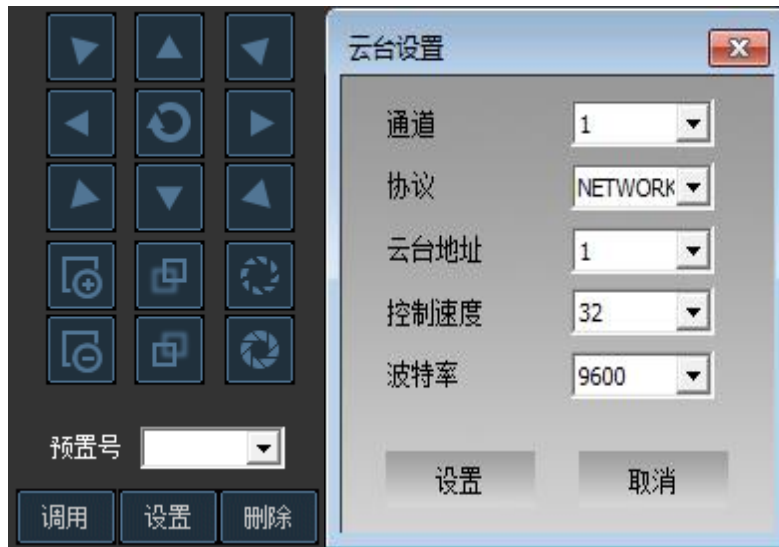 预置号
调用 设置 删除
云台设置
通道 1
协议 NETWORK
云台地址 1
控制速度 32
波特率 9600
设置 取消